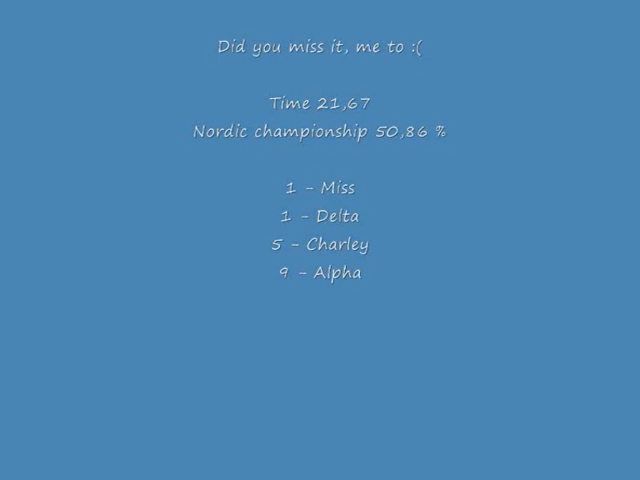 Did you miss it, me to :(
Time 21,67
Nordic championship 50,86 %
1 - Miss
1 - Delta
5 - Charley
9 - Alpha